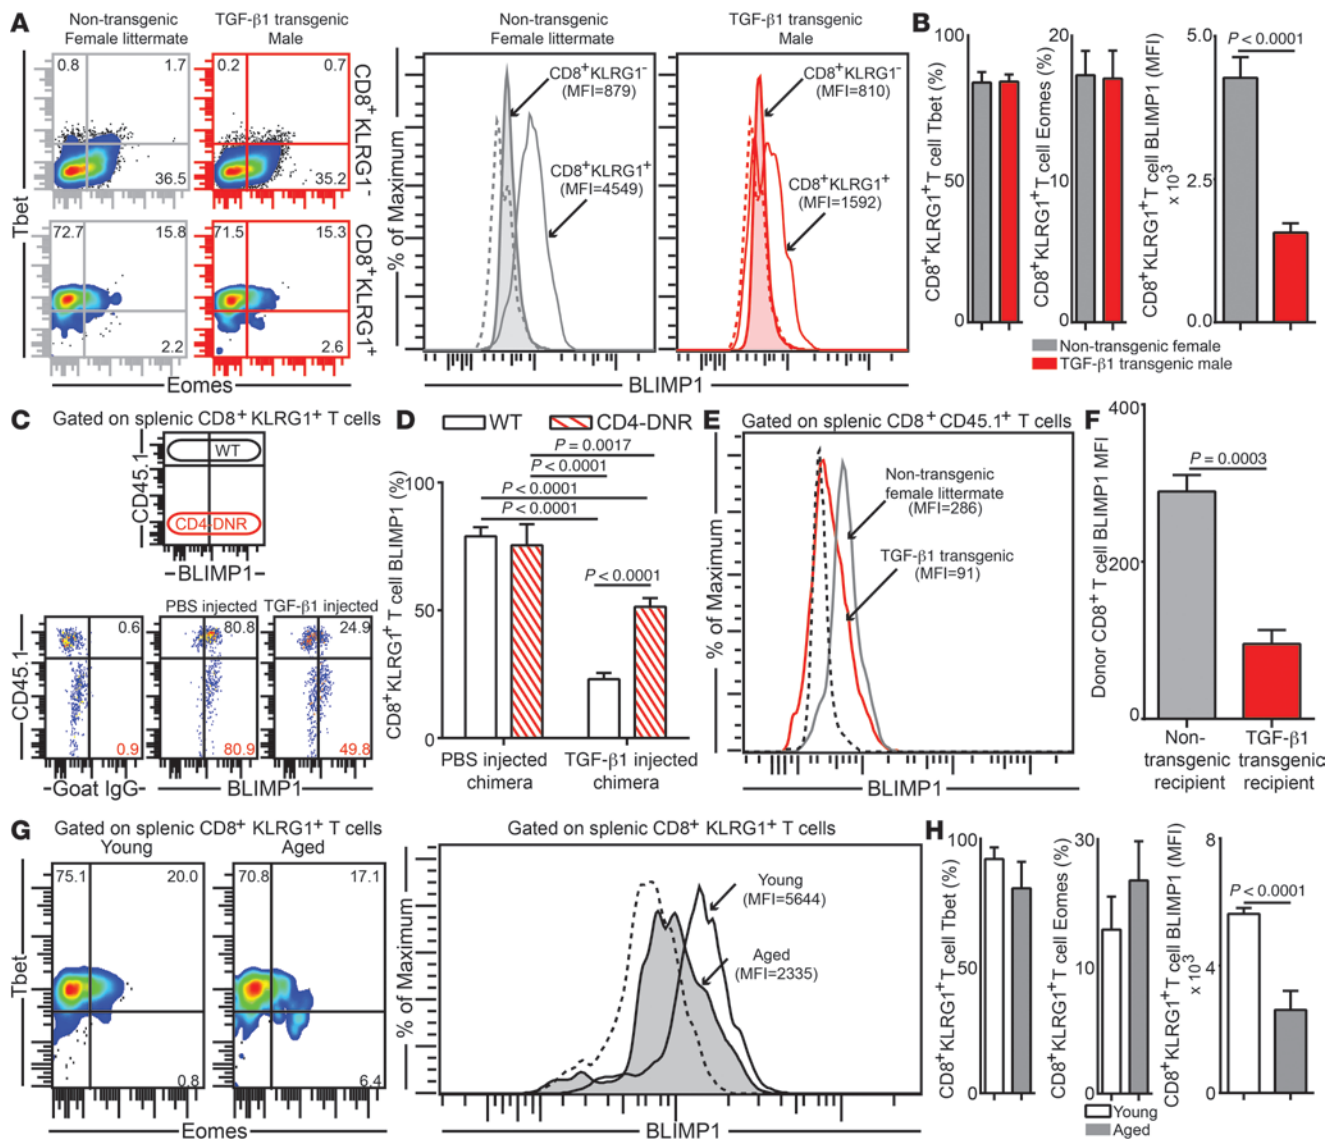 A
Non-transgenic
Female littermate
TGF-β1 transgenic
Male
0.8
1.7
36.5
0.2
0.7
35.2
CD8+KLRG1-
72.7
15.8
2.2
71.5
15.3
2.6
CD8+KLRG1+
Tbet
Eomes
Non-transgenic
Female littermate
TGF-β1 transgenic
Male
CD8+KLRG1-
(MFI=879)
CD8+KLRG1+
(MFI=4549)
CD8+KLRG1-
(MFI=810)
CD8+KLRG1+
(MFI=1592)
% of Maximum
BLIMP1
B
CD8+KLRG1+T cell Tbet (%)
100
50
0
CD8+KLRG1+T cell Eomes (%)
20
10
0
CD8+KLRG1+T cell BLIMP1 (MFI)
x 10³
5.0
2.5
0.0
P < 0.0001
Non-transgenic female
TGF-β1 transgenic male
C
Gated on splenic CD8+ KLRG1+ T cells
CD45.1
WT
CD4-DNR
BLIMP1
PBS injected
TGF-β1 injected
0.6
80.8
24.9
CD45.1
0.9
80.9
49.8
Goat IgG
BLIMP1
D
WT
CD4-DNR
P = 0.0017
P < 0.0001
P < 0.0001
P < 0.0001
P < 0.0001
CD8+KLRG1+ T cell BLIMP1 (%)
100
50
0
PBS injected
chimera
TGF-β1 injected
chimera
E
Gated on splenic CD8+ CD45.1+ T cells
Non-transgenic
female littermate
(MFI=286)
TGF-β1 transgenic
(MFI=91)
% of Maximum
BLIMP1
F
Donor CD8+ T cell BLIMP1 MFI
400
200
0
P = 0.0003
Non-
transgenic
recipient
TGF-β1
transgenic
recipient
G
Gated on splenic CD8+ KLRG1+ T cells
Young
Aged
75.1
20.0
0.8
70.8
17.1
6.4
Tbet
Eomes
Gated on splenic CD8+ KLRG1+ T cells
Young
(MFI=5644)
Aged
(MFI=2335)
% of Maximum
BLIMP1
H
CD8+KLRG1+T cell Tbet (%)
100
50
0
CD8+KLRG1+T cell Eomes (%)
30
10
0
CD8+KLRG1+T cell BLIMP1 (MFI)
x 10³
8
4
0
P < 0.0001
Young
Aged